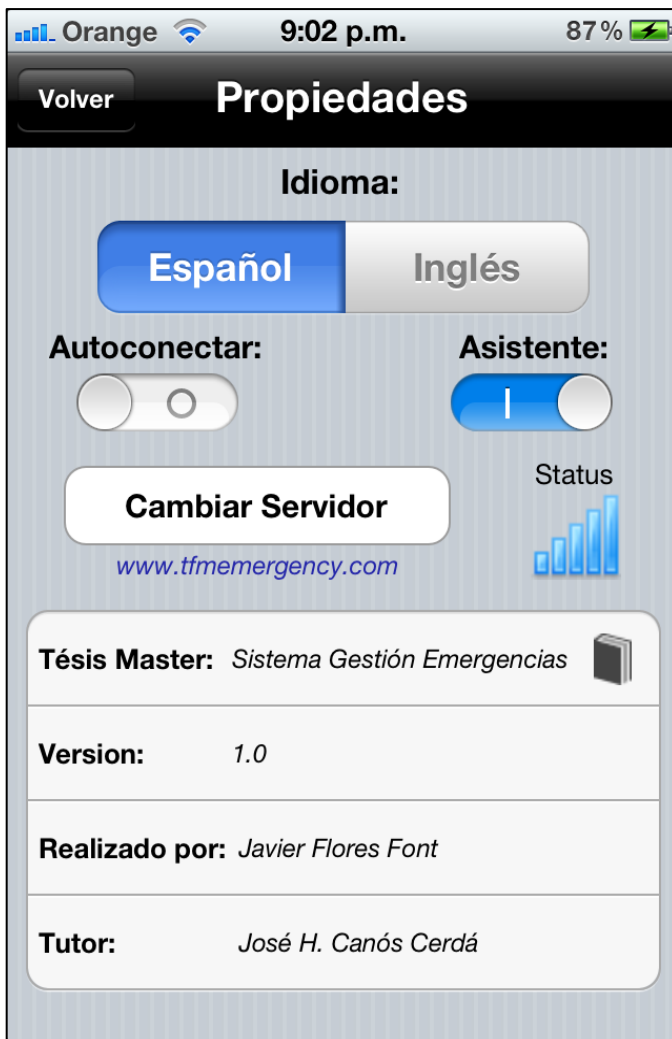 Orange 9:02 p.m. 87%
Volver Propiedades
Idioma:
Español Inglés
Autoconectar: Asistente:
Cambiar Servidor Status
www.tfmemergency.com
Tésis Master: Sistema Gestión Emergencias
Version: 1.0
Realizado por: Javier Flores Font
Tutor: José H. Canós Cerdá